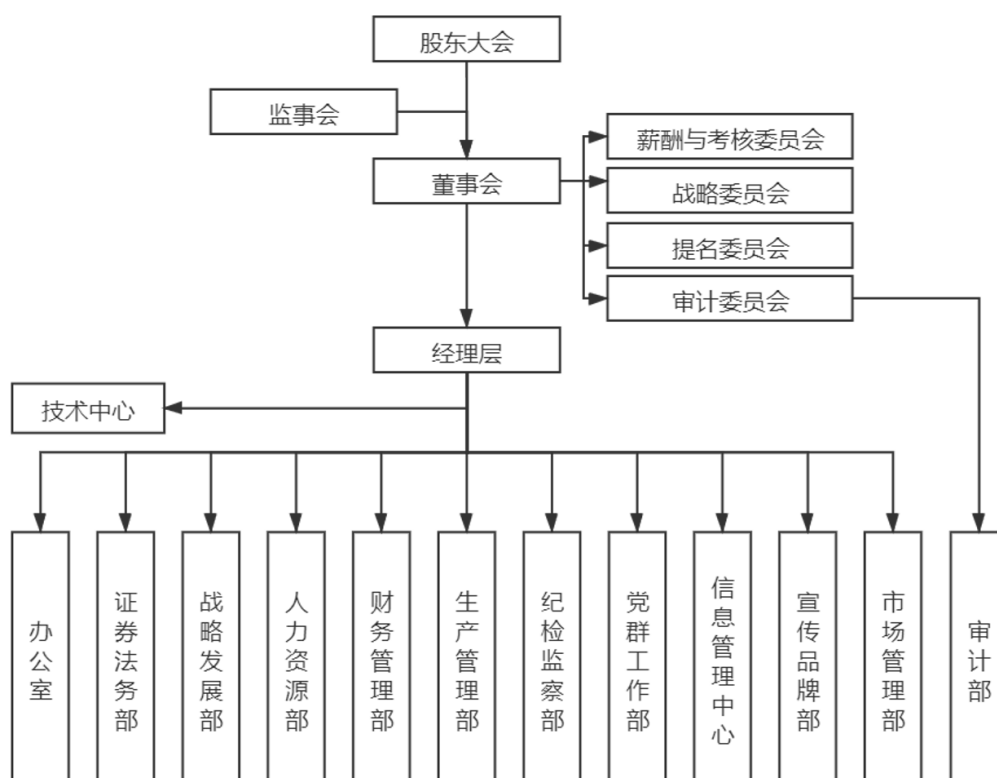 股东大会
监事会
薪酬与考核委员会
董事会
战略委员会
提名委员会
审计委员会
经理层
技术中心
办公室
证券法务部
战略发展部
人力资源部
财务管理部
生产管理部
纪检监察部
党群工作部
信息管理中心
宣传品牌部
市场管理部
审计部